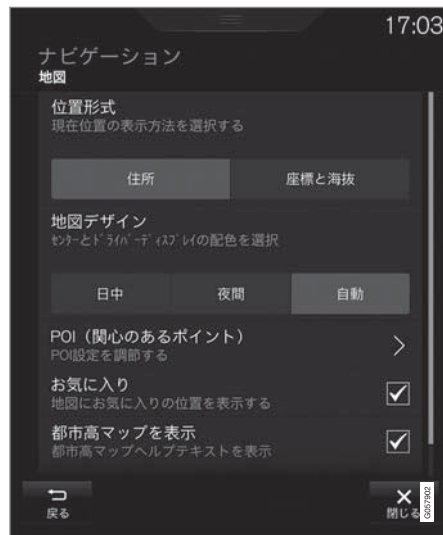 17:03
ナビゲーション
地図
位置形式
現在位置の表示方法を選択する
住所
座標と海抜
地図デザイン
ｾﾝﾀｰとﾄﾞﾗｲﾊﾞｰﾃﾞｨｽﾌﾟﾚｲの配色を選択
日中
夜間
自動
POI（関心のあるポイント）
POI設定を調節する
お気に入り
地図にお気に入りの位置を表示する
都市高マップを表示
都市高マップヘルプテキストを表示
戻る
閉じる
G057902